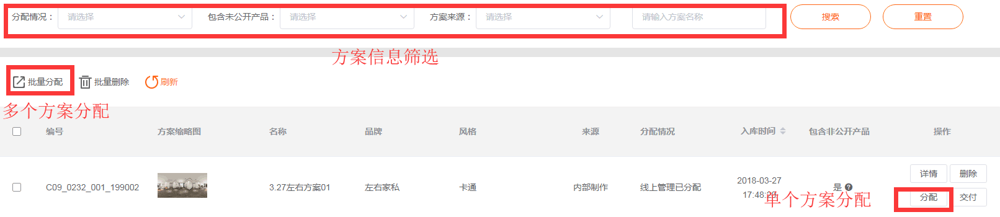 分配情况： 请选择 包含未公开产品： 请选择 方案来源： 请选择 请输入方案名称 搜索 重置
方案信息筛选
批量分配 批量删除 刷新
多个方案分配
编号 方案缩略图 名称 品牌 风格 来源 分配情况 入库时间 包含非公开产品 操作
详情 删除
C09_0232_001_199002 3.27左右方案01 左右家私 卡通 内部制作 线上管理已分配 2018-03-27 是
17:48:29 单个方案分配 分配 交付